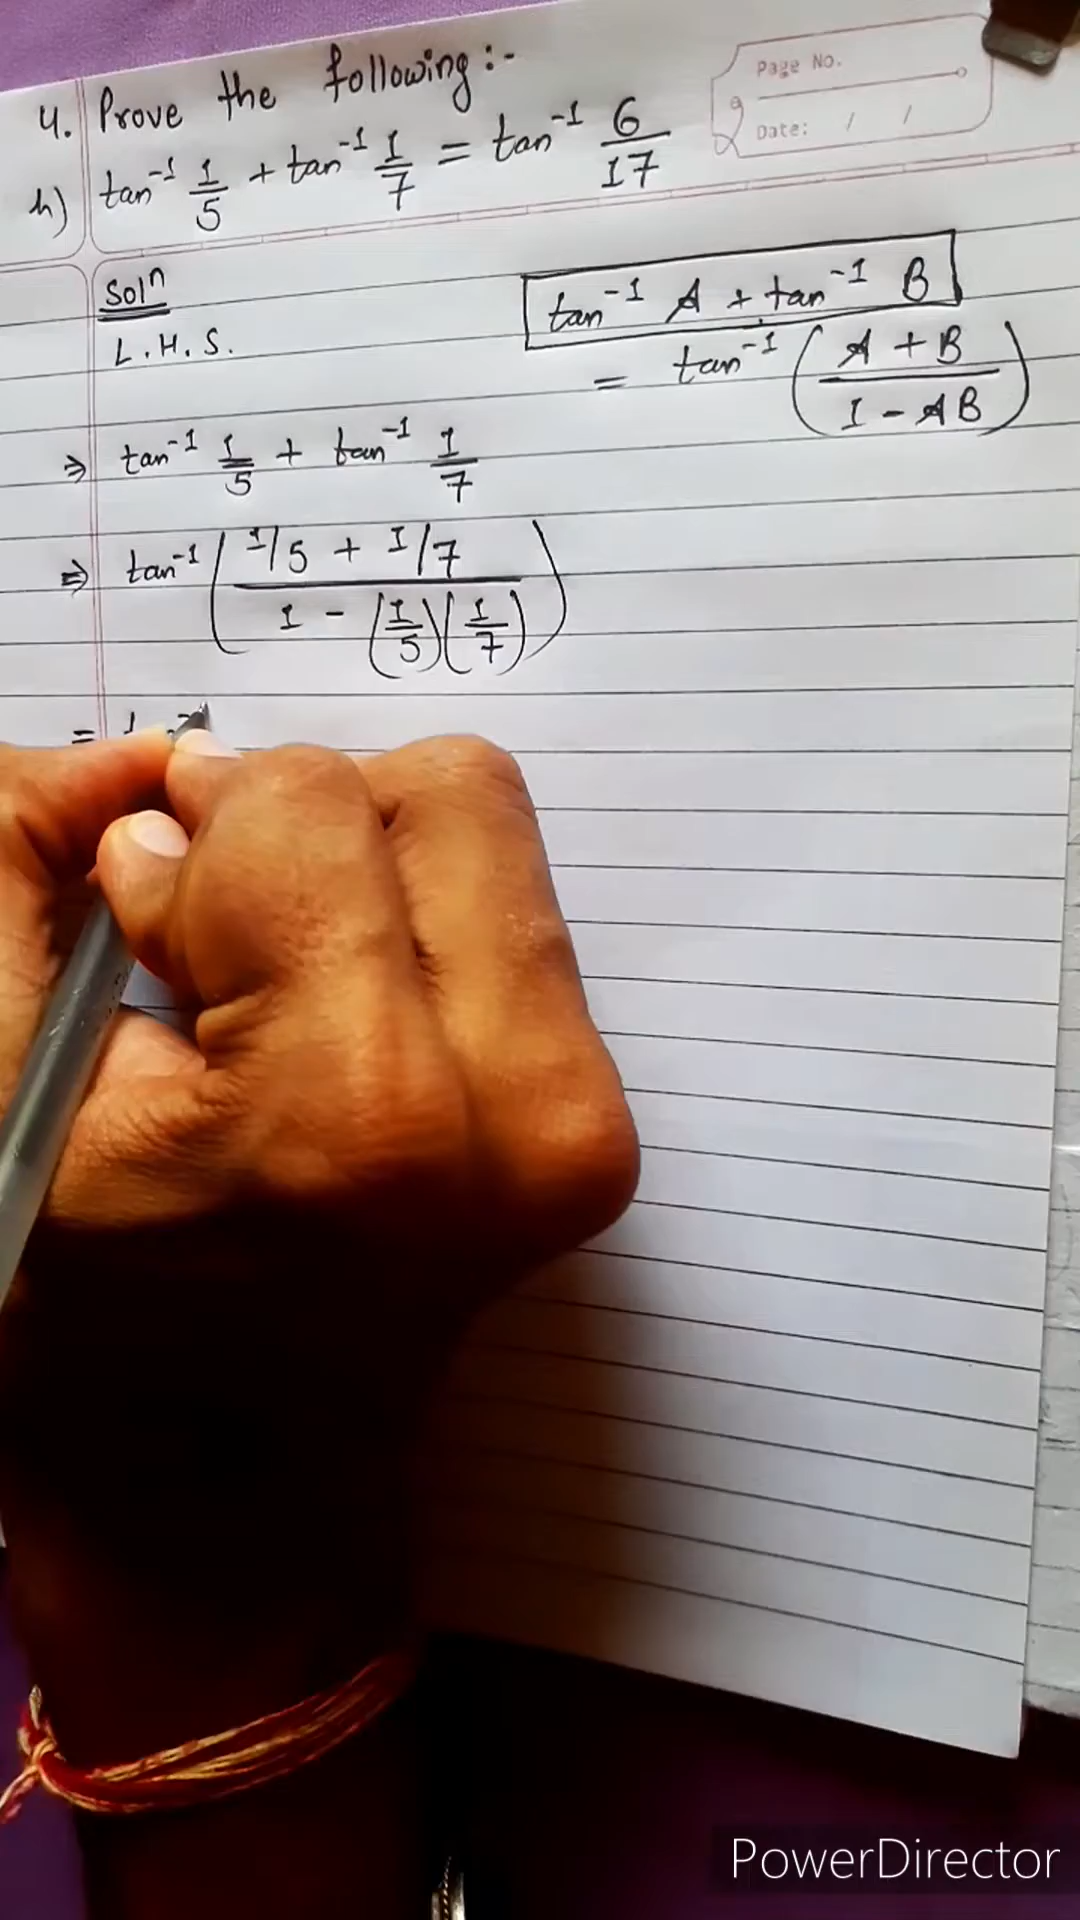 Page No.
Date: / /
4. Prove the following :-
h) tan⁻¹ 1/5 + tan⁻¹ 1/7 = tan⁻¹ 6/17
Solⁿ
L.H.S.
tan⁻¹ A + tan⁻¹ B
= tan⁻¹ ( A + B / 1 - AB )
⇒ tan⁻¹ 1/5 + tan⁻¹ 1/7
⇒ tan⁻¹ ( 1/5 + 1/7 / 1 - (1/5)(1/7) )
=
PowerDirector